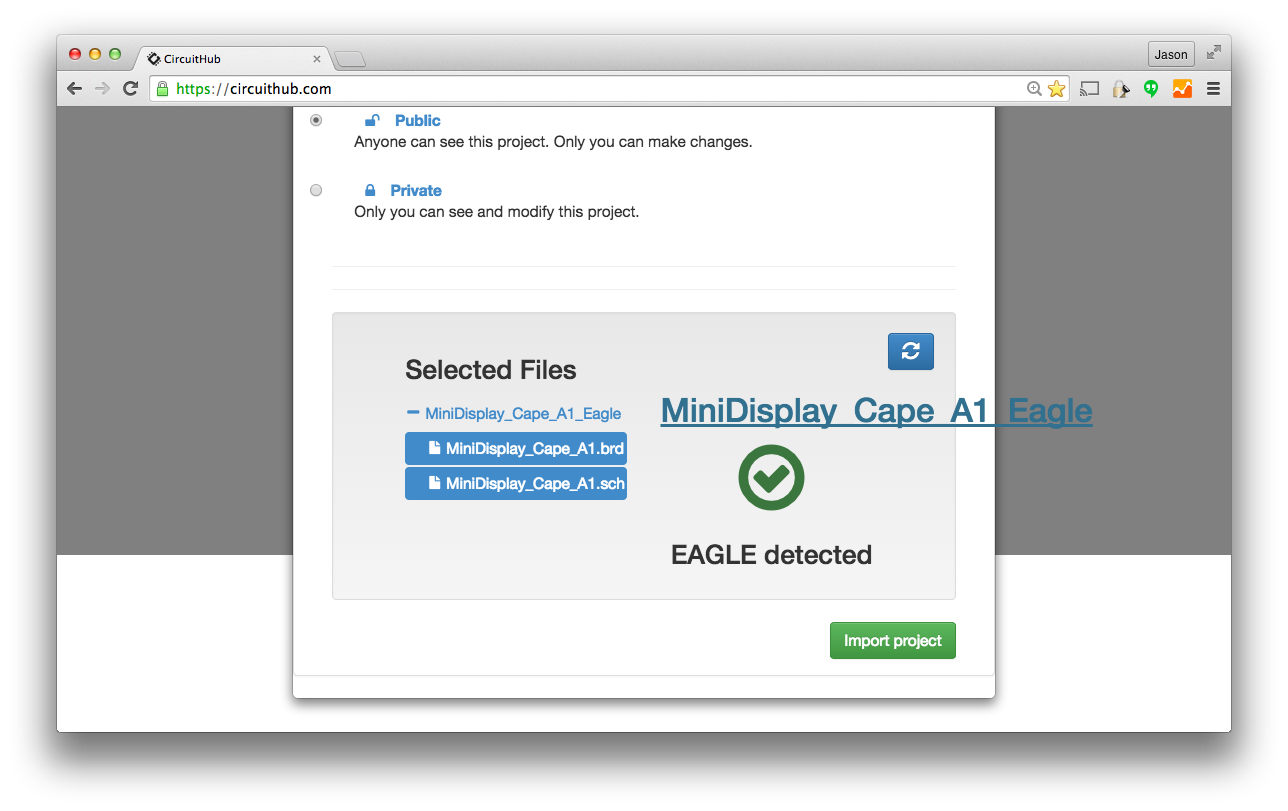 CircuitHub
Jason
https://circuithub.com
Public
Anyone can see this project. Only you can make changes.
Private
Only you can see and modify this project.
Selected Files
MiniDisplay_Cape_A1_Eagle
MiniDisplay_Cape_A1.brd
MiniDisplay_Cape_A1.sch
MiniDisplay_Cape_A1_Eagle
EAGLE detected
Import project